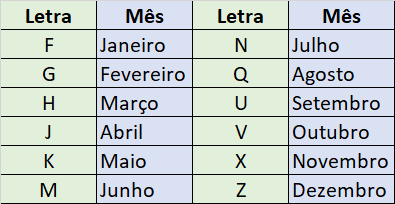 Letra Mês Letra Mês
F Janeiro N Julho
G Fevereiro Q Agosto
H Março U Setembro
J Abril V Outubro
K Maio X Novembro
M Junho Z Dezembro